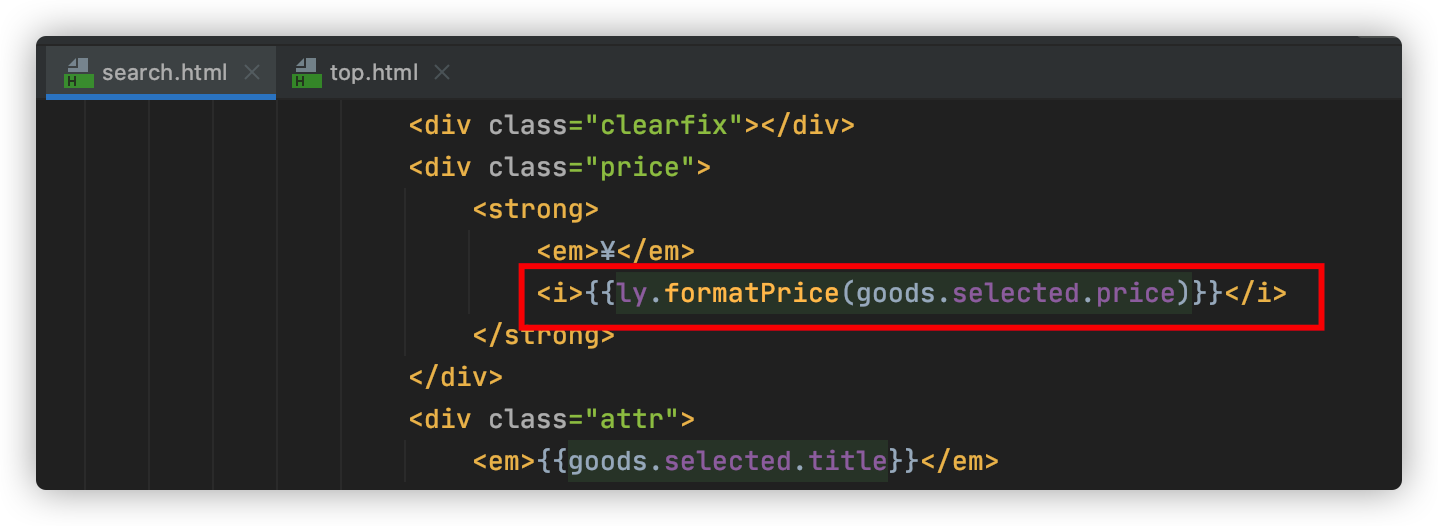 search.html × top.html ×
<div class="clearfix"></div>
<div class="price">
<strong>
<em>¥</em>
<i>{{ly.formatPrice(goods.selected.price)}}</i>
</strong>
</div>
<div class="attr">
<em>{{goods.selected.title}}</em>